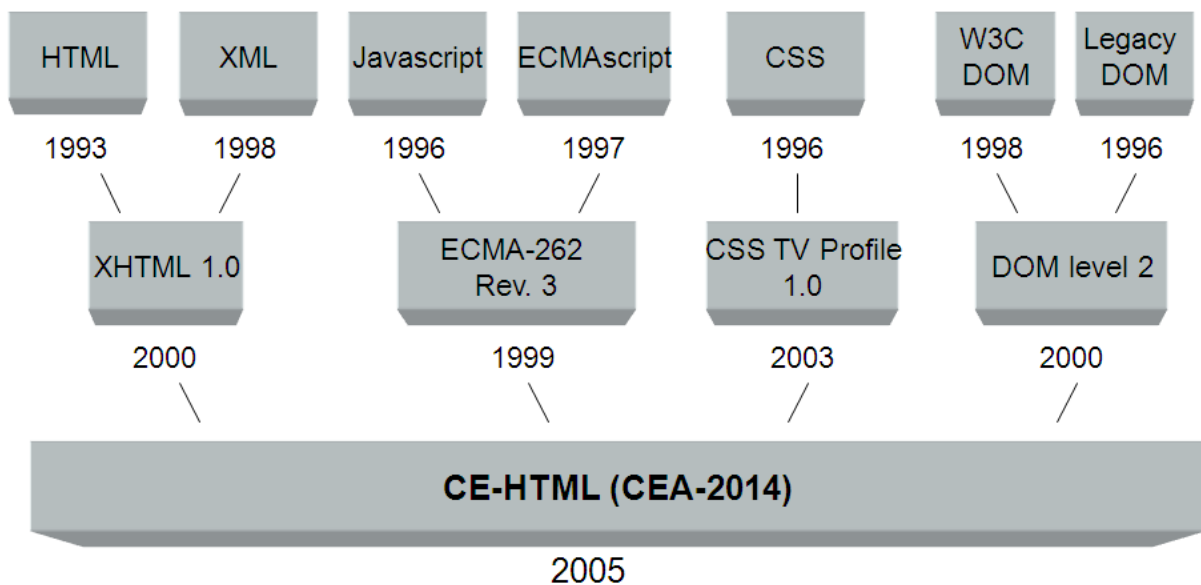 HTML
XML
Javascript
ECMAscript
CSS
W3C
DOM
Legacy
DOM
1993
1998
1996
1997
1996
1998
1996
XHTML 1.0
ECMA-262
Rev. 3
CSS TV Profile
1.0
DOM level 2
2000
1999
2003
2000
CE-HTML (CEA-2014)
2005